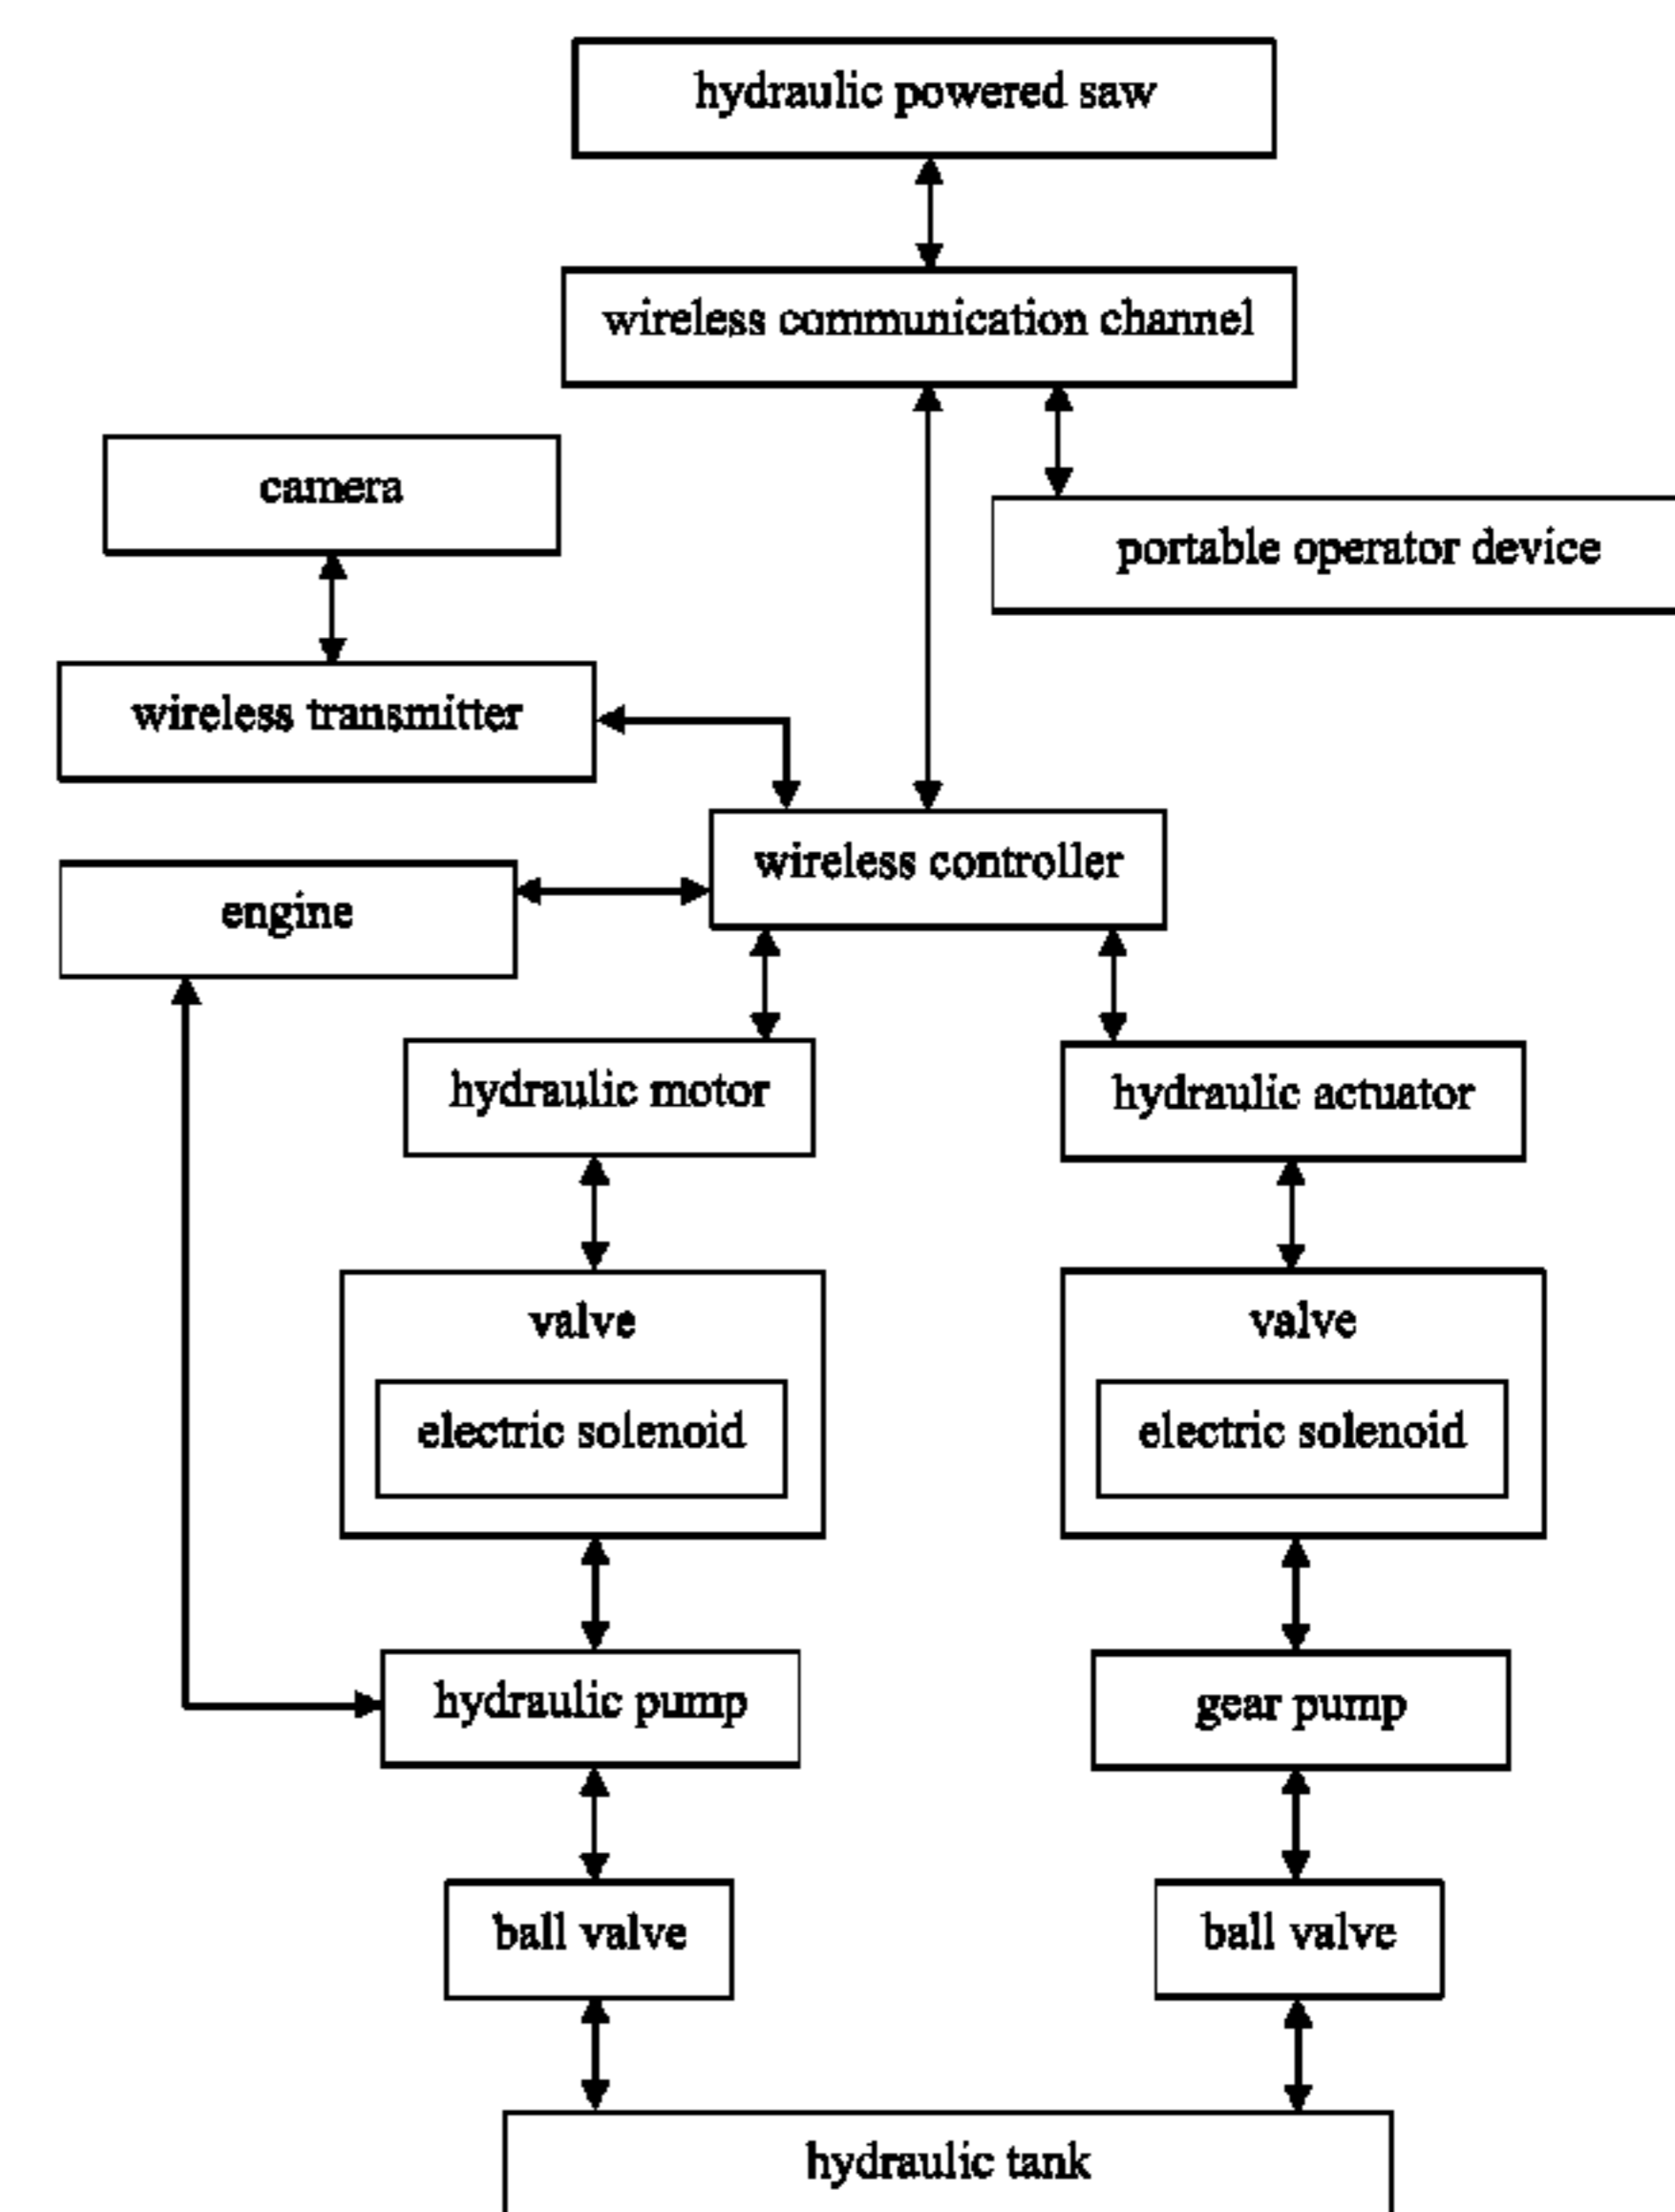 hydraulic powered saw
wireless communication channel
camera
portable operator device
wireless transmitter
wireless controller
engine
hydraulic motor
hydraulic actuator
valve
valve
electric solenoid
electric solenoid
hydraulic pump
gear pump
ball valve
ball valve
hydraulic tank